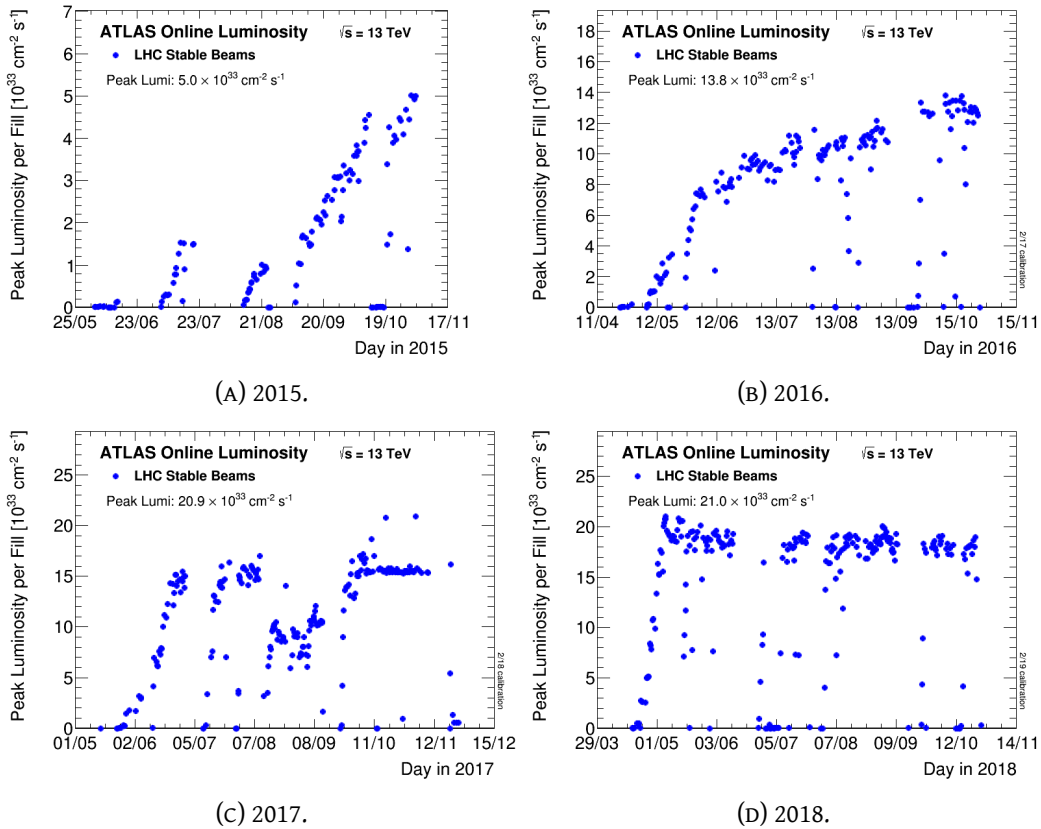 ATLAS Online Luminosity √s = 13 TeV
LHC Stable Beams
Peak Lumi: 5.0 × 10³³ cm⁻² s⁻¹
Peak Luminosity per Fill [10³³ cm⁻² s⁻¹]
7
6
5
4
3
2
1
0
25/05 23/06 23/07 21/08 20/09 19/10 17/11
Day in 2015
(A) 2015.
ATLAS Online Luminosity √s = 13 TeV
LHC Stable Beams
Peak Lumi: 13.8 × 10³³ cm⁻² s⁻¹
Peak Luminosity per Fill [10³³ cm⁻² s⁻¹]
18
16
14
12
10
8
6
4
2
0
11/04 12/05 12/06 13/07 13/08 13/09 15/10 15/11
Day in 2016
2/17 calibration
(B) 2016.
ATLAS Online Luminosity √s = 13 TeV
LHC Stable Beams
Peak Lumi: 20.9 × 10³³ cm⁻² s⁻¹
Peak Luminosity per Fill [10³³ cm⁻² s⁻¹]
25
20
15
10
5
0
01/05 02/06 05/07 07/08 08/09 11/10 12/11 15/12
Day in 2017
2/18 calibration
(C) 2017.
ATLAS Online Luminosity √s = 13 TeV
LHC Stable Beams
Peak Lumi: 21.0 × 10³³ cm⁻² s⁻¹
Peak Luminosity per Fill [10³³ cm⁻² s⁻¹]
25
20
15
10
5
0
29/03 01/05 03/06 05/07 07/08 09/09 12/10 14/11
Day in 2018
2/19 calibration
(D) 2018.